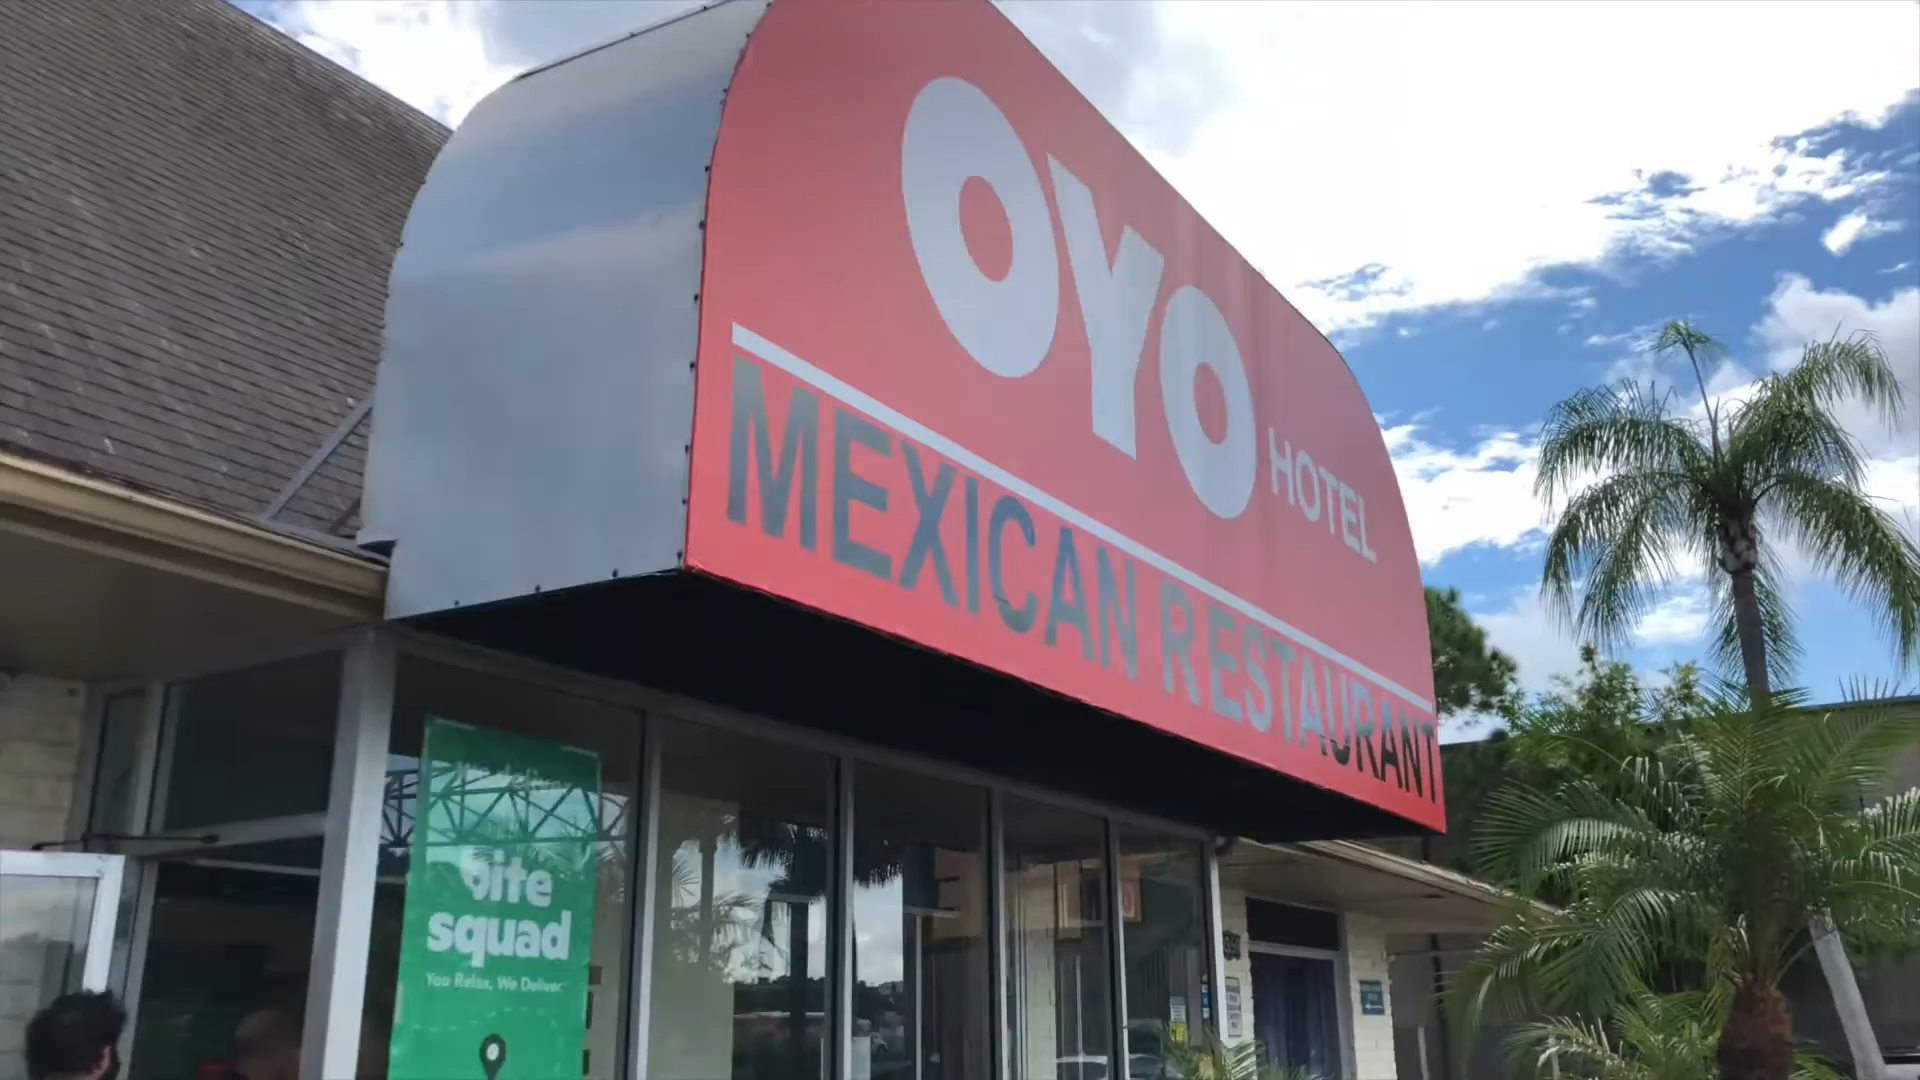 OYO
HOTEL
MEXICAN RESTAURANT
bite
squad
You Relax, We Deliver.